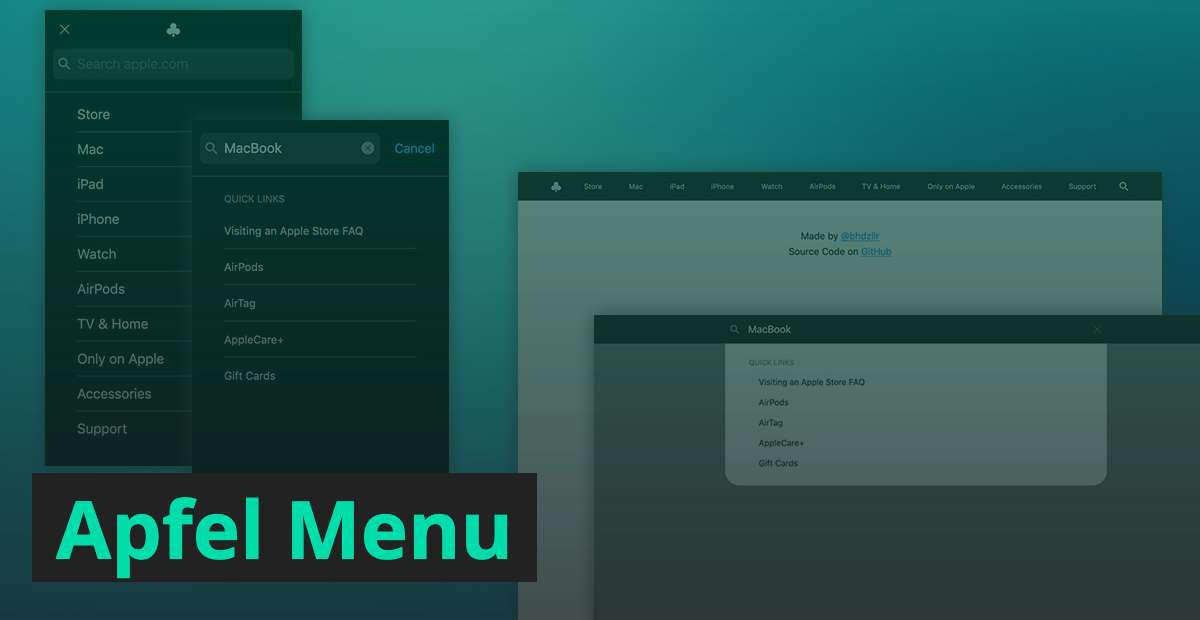 Search apple.com
Store
Mac
iPad
iPhone
Watch
AirPods
TV & Home
Only on Apple
Accessories
Support
MacBook Cancel
QUICK LINKS
Visiting an Apple Store FAQ
AirPods
AirTag
AppleCare+
Gift Cards
Store Mac iPad iPhone Watch AirPods TV & Home Only on Apple Accessories Support
Made by @bhdzllr
Source Code on GitHub
MacBook
QUICK LINKS
Visiting an Apple Store FAQ
AirPods
AirTag
AppleCare+
Gift Cards
Apfel Menu